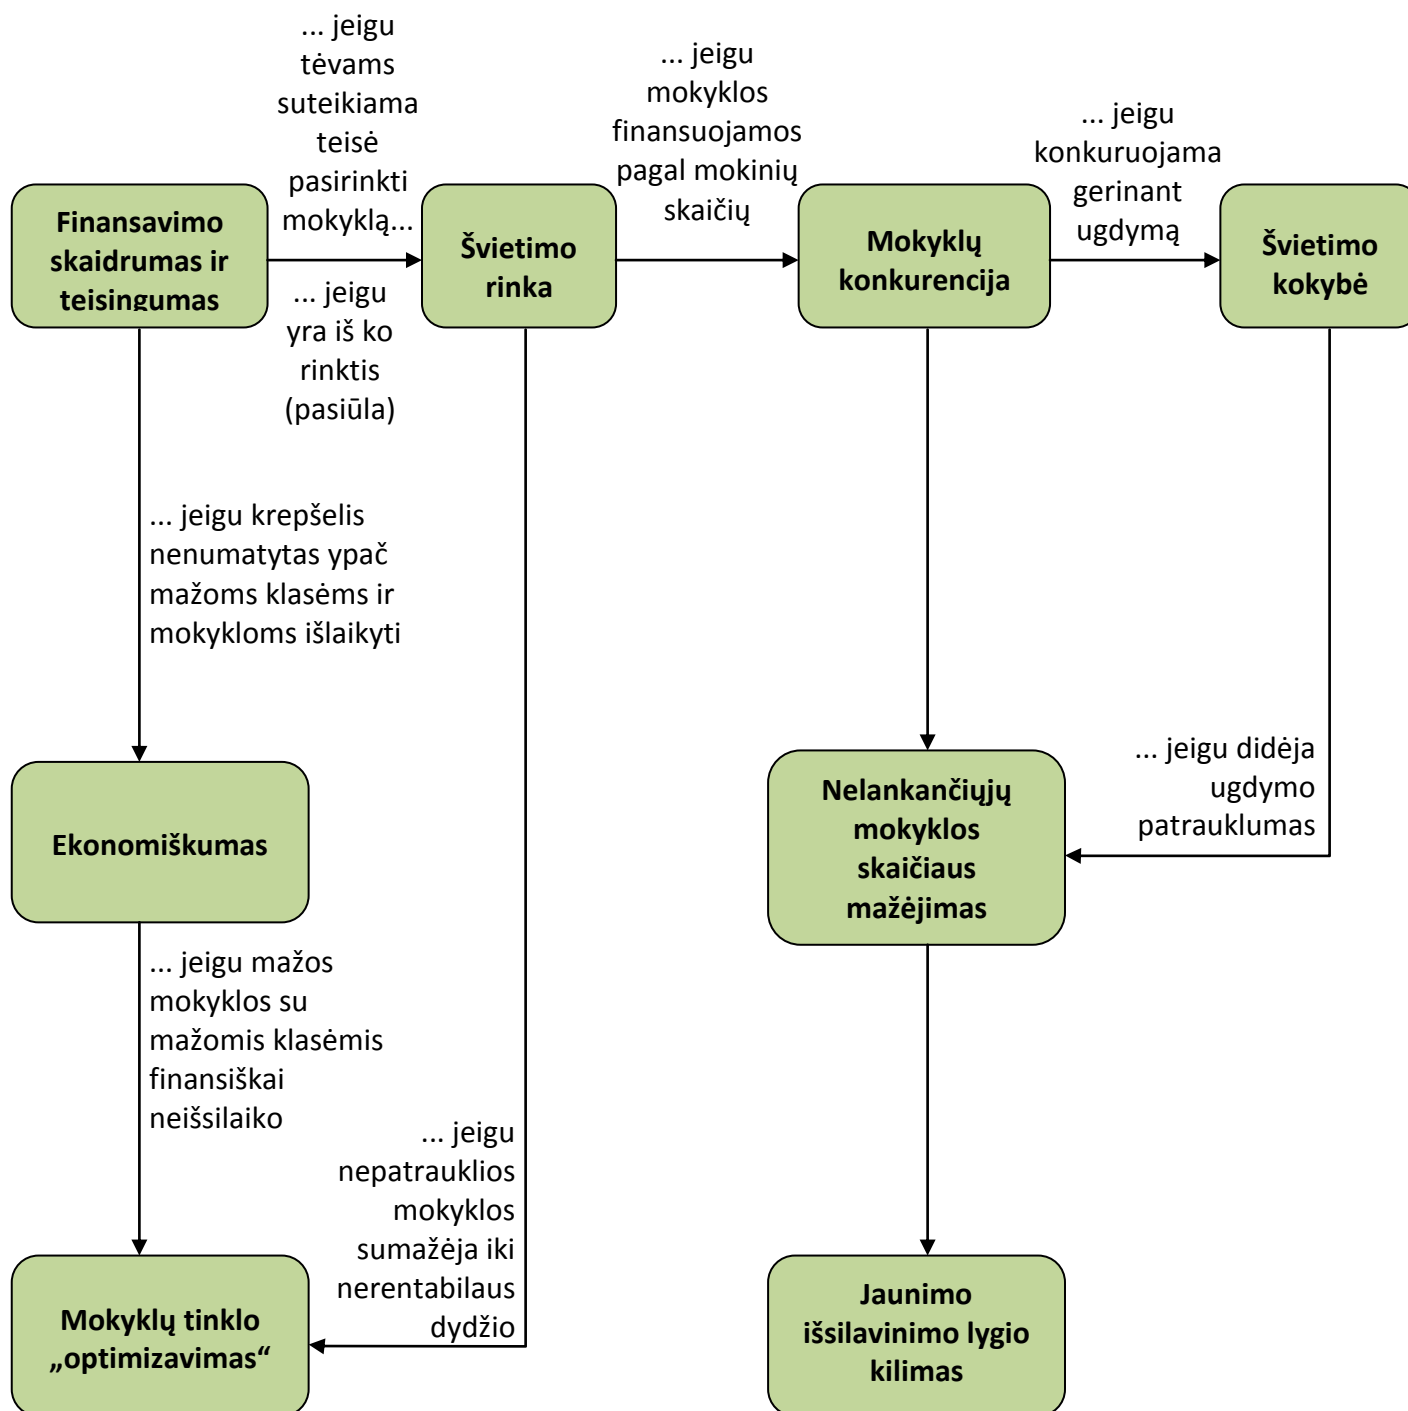 ... jeigu
tėvams
suteikiama
teisė
pasirinkti
mokyklą...
... jeigu
mokyklos
finansuojamos
pagal mokinių
skaičių
... jeigu
konkuruojama
gerinant
ugdymą
Finansavimo
skaidrumas ir
teisingumas
Švietimo
rinka
Mokyklų
konkurencija
Švietimo
kokybė
... jeigu
yra iš ko
rinktis
(pasiūla)
... jeigu krepšelis
nenumatytas ypač
mažoms klasėms ir
mokykloms išlaikyti
... jeigu didėja
ugdymo
patrauklumas
Ekonomiškumas
Nelankančiųjų
mokyklos
skaičiaus
mažėjimas
... jeigu mažos
mokyklos su
mažomis klasėmis
finansiškai
neišsilaiko
... jeigu
nepatrauklios
mokyklos
sumažėja iki
nerentabilaus
dydžio
Mokyklų tinklo
„optimizavimas“
Jaunimo
išsilavinimo lygio
kilimas